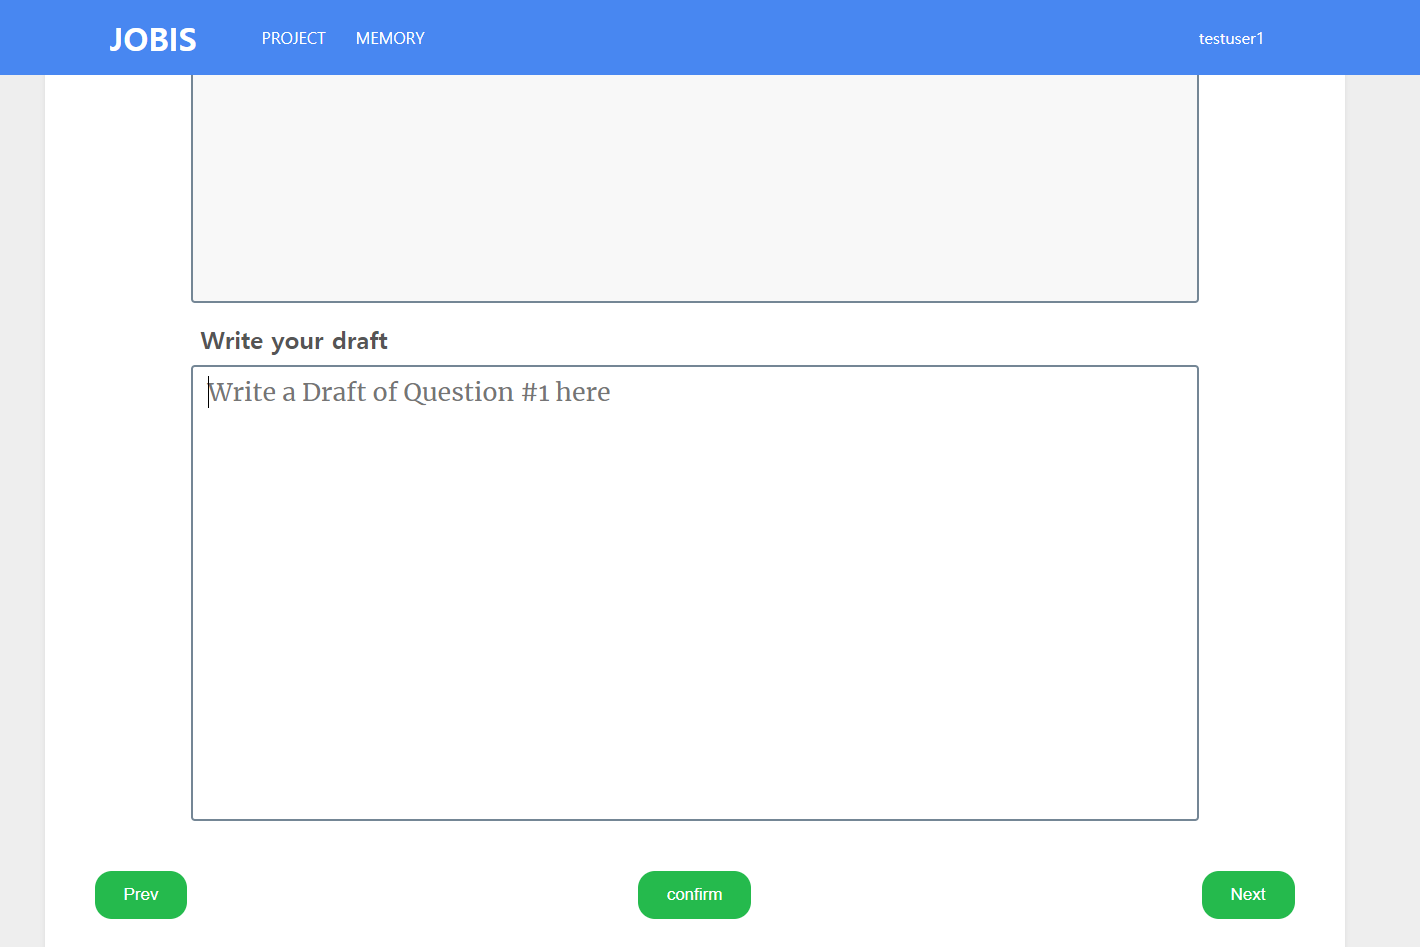 JOBIS PROJECT MEMORY testuser1
Write your draft
Write a Draft of Question #1 here
Prev confirm Next